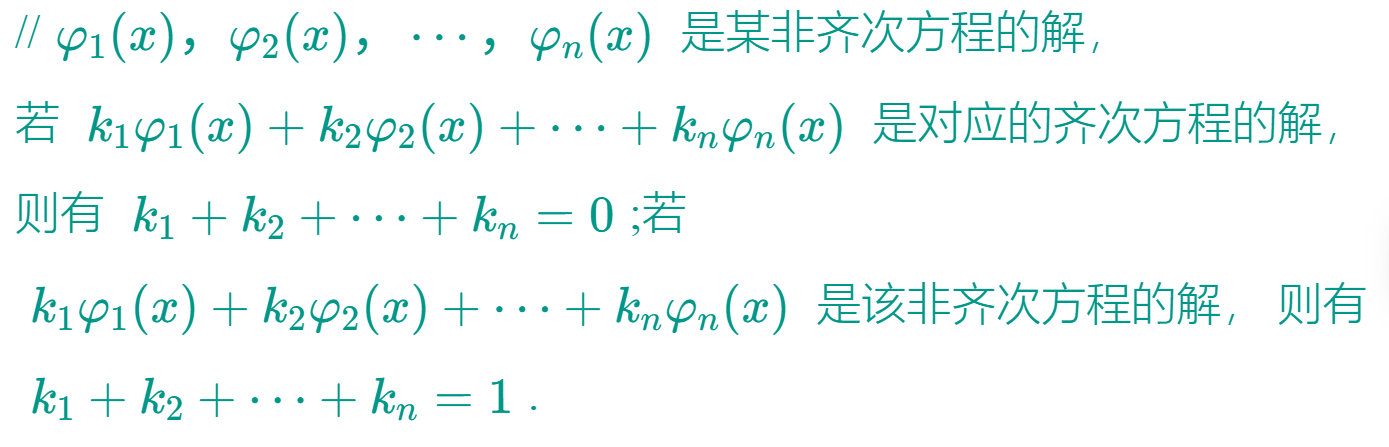 // φ₁(x), φ₂(x), ⋯, φₙ(x) 是某非齐次方程的解,
若 k₁φ₁(x) + k₂φ₂(x) + ⋯ + kₙφₙ(x) 是对应的齐次方程的解,
则有 k₁ + k₂ + ⋯ + kₙ = 0 ;若
k₁φ₁(x) + k₂φ₂(x) + ⋯ + kₙφₙ(x) 是该非齐次方程的解, 则有
k₁ + k₂ + ⋯ + kₙ = 1 .